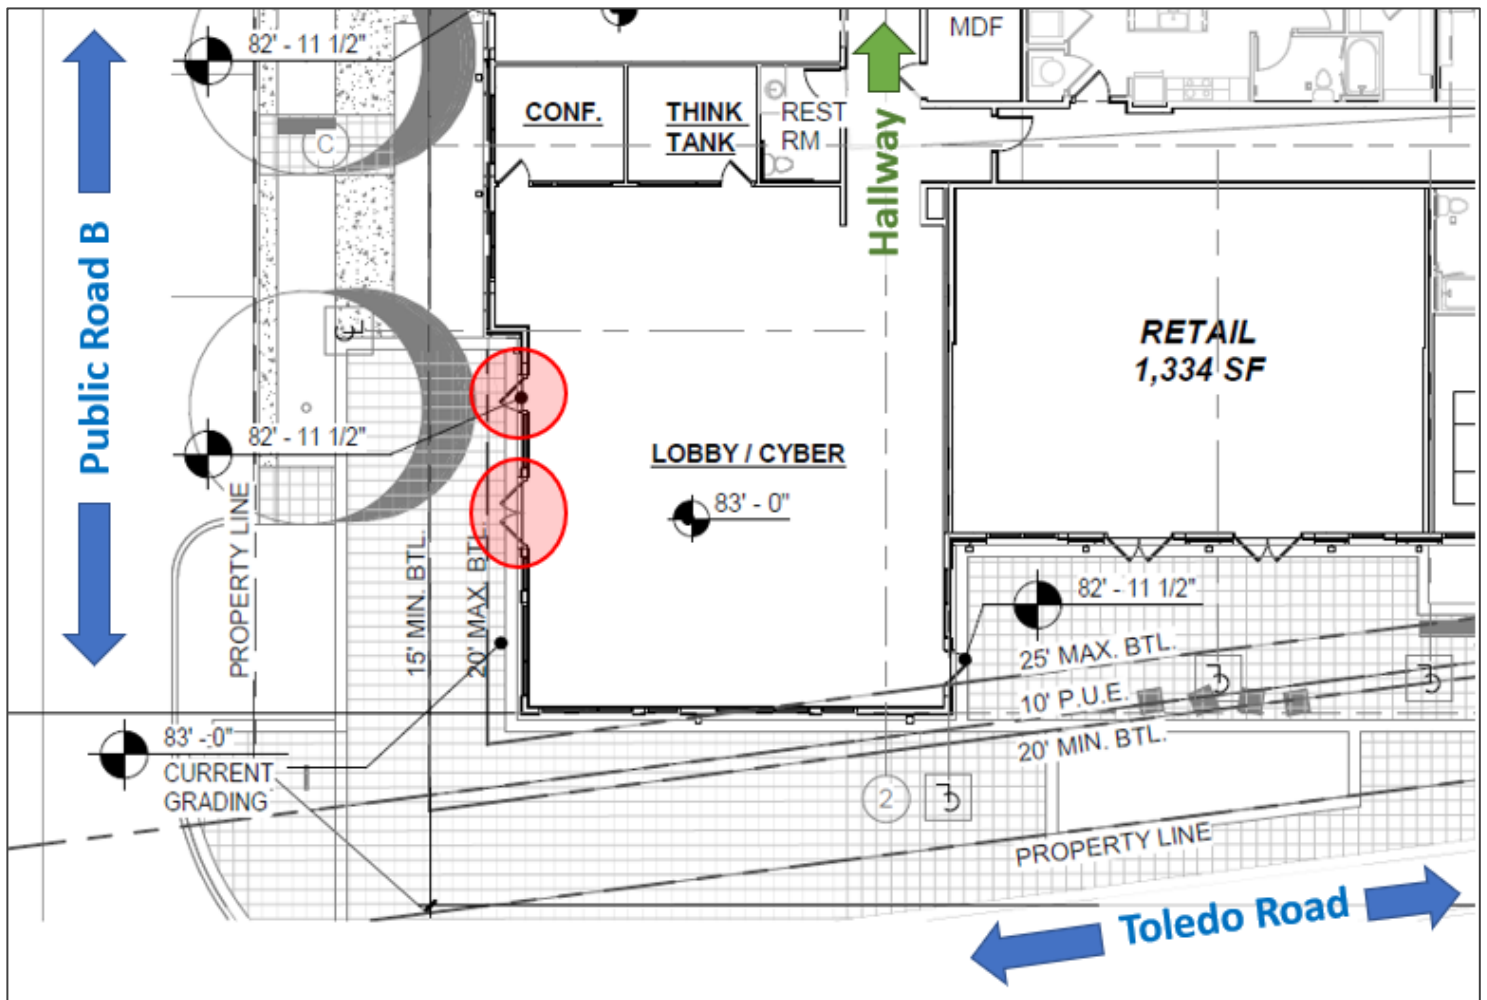 82' - 11 1/2"
MDF
Hallway
CONF.
THINK
TANK
REST
RM
C
Public Road B
RETAIL
1,334 SF
82' - 11 1/2"
LOBBY / CYBER
83' - 0"
PROPERTY LINE
15' MIN. BTL.
20' MAX. BTL.
82' - 11 1/2"
25' MAX. BTL.
10' P.U.E.
20' MIN. BTL.
83' - 0"
CURRENT
GRADING
2
PROPERTY LINE
Toledo Road